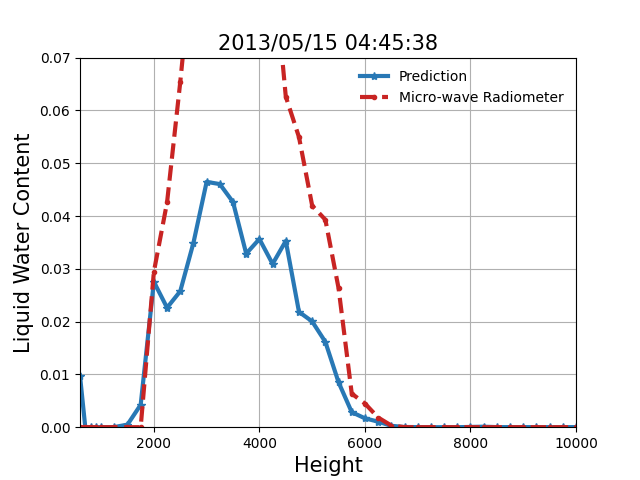 2013/05/15 04:45:38
Liquid Water Content
0.07
0.06
0.05
0.04
0.03
0.02
0.01
0.00
Prediction
Micro-wave Radiometer
2000 4000 6000 8000 10000
Height